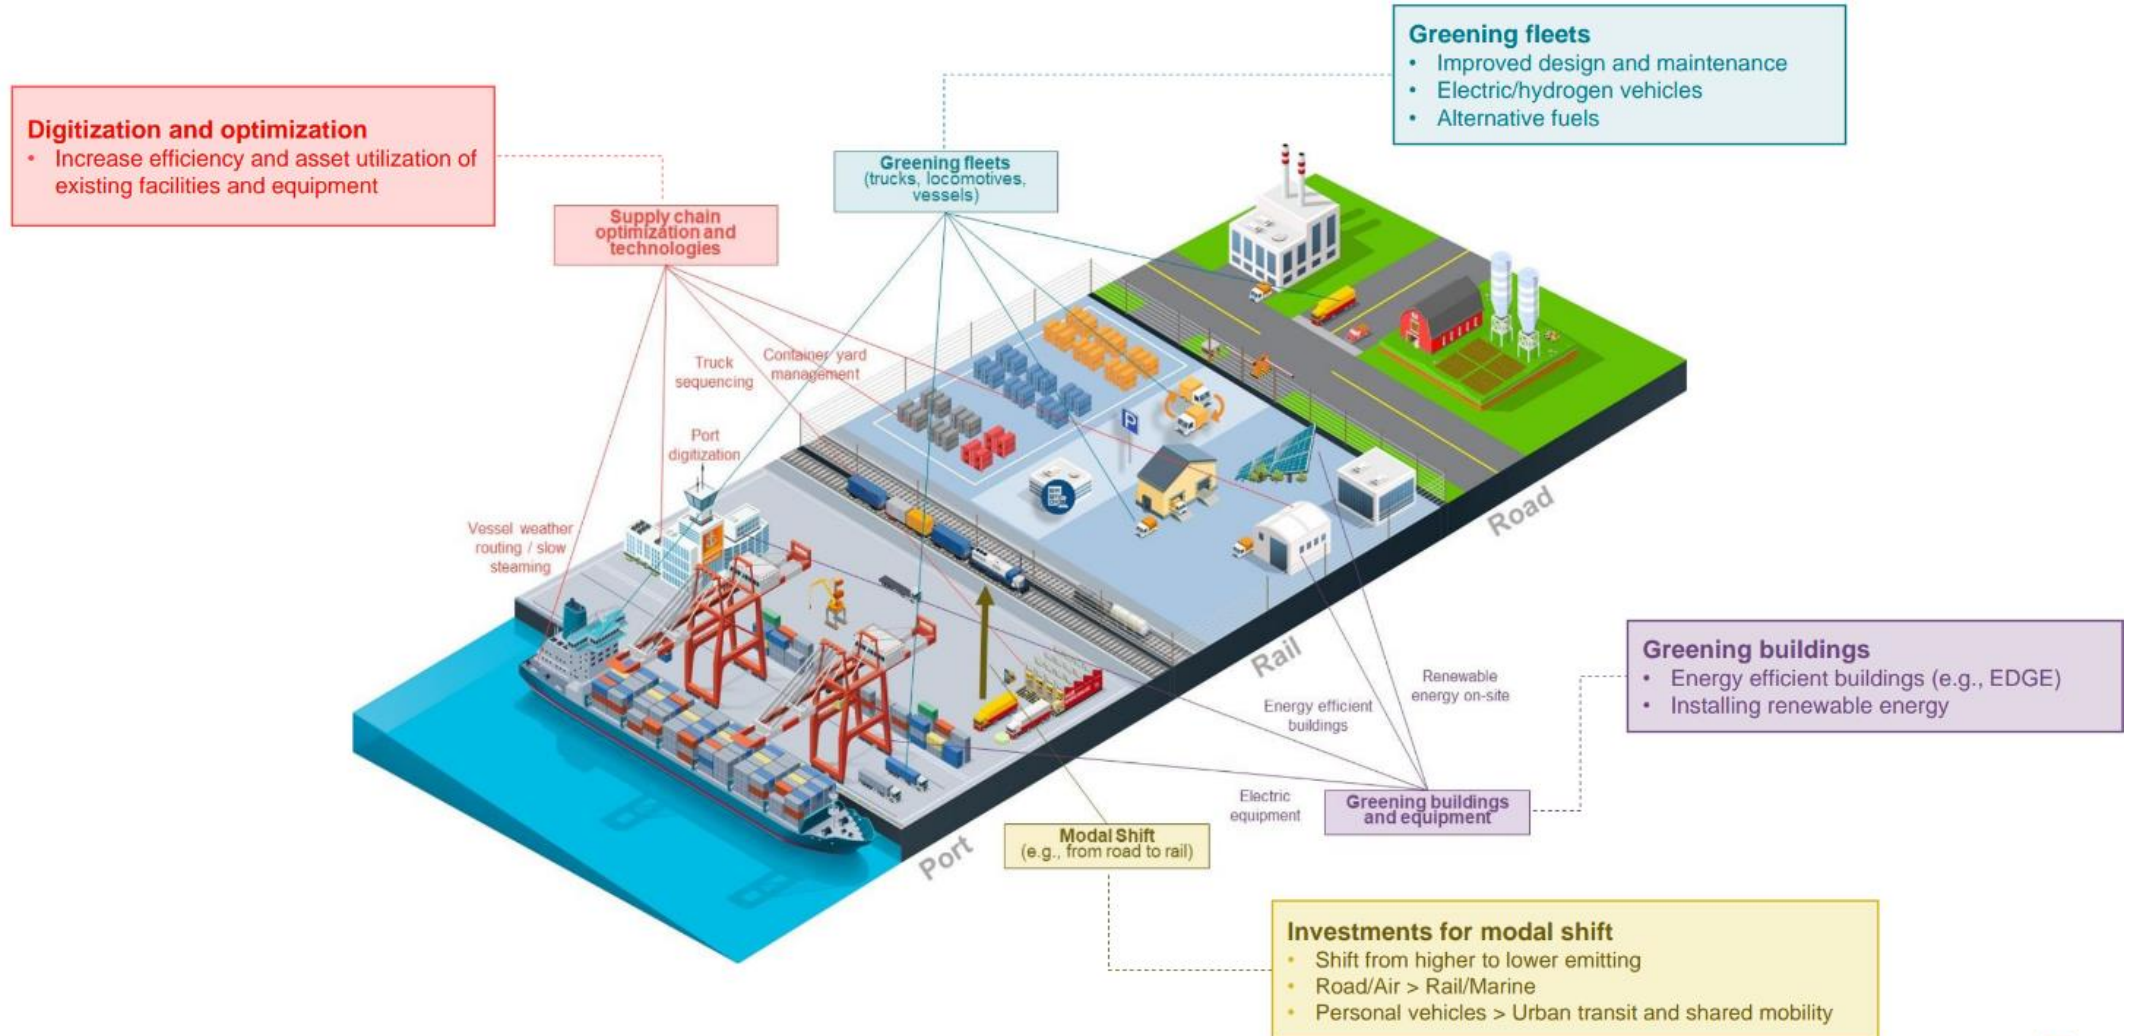 Greening fleets
• Improved design and maintenance
• Electric/hydrogen vehicles
• Alternative fuels
Digitization and optimization
• Increase efficiency and asset utilization of
existing facilities and equipment
Greening fleets
(trucks, locomotives,
vessels)
Supply chain
optimization and
technologies
Truck
sequencing
Container yard
management
Port
digitization
Vessel weather
routing / slow
steaming
P
Road
Rail
Port
Renewable
energy on-site
Energy efficient
buildings
Electric
equipment
Greening buildings
• Energy efficient buildings (e.g., EDGE)
• Installing renewable energy
Greening buildings
and equipment
Modal Shift
(e.g., from road to rail)
Investments for modal shift
• Shift from higher to lower emitting
• Road/Air > Rail/Marine
• Personal vehicles > Urban transit and shared mobility